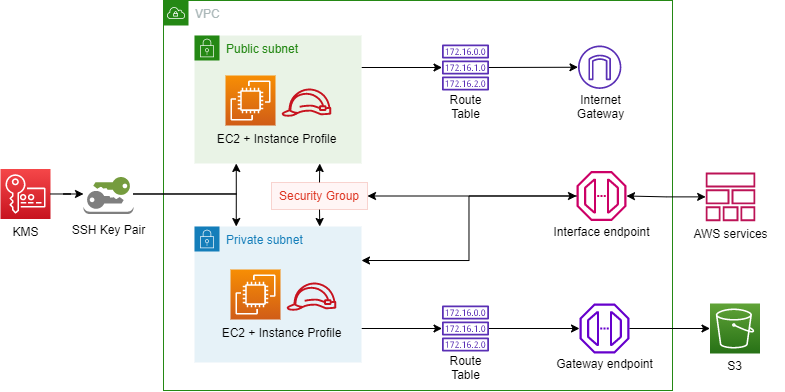 VPC
Public subnet
EC2 + Instance Profile
172.16.0.0
172.16.1.0
172.16.2.0
Route
Table
Internet
Gateway
KMS
SSH Key Pair
Security Group
Interface endpoint
AWS services
Private subnet
EC2 + Instance Profile
172.16.0.0
172.16.1.0
172.16.2.0
Route
Table
Gateway endpoint
S3